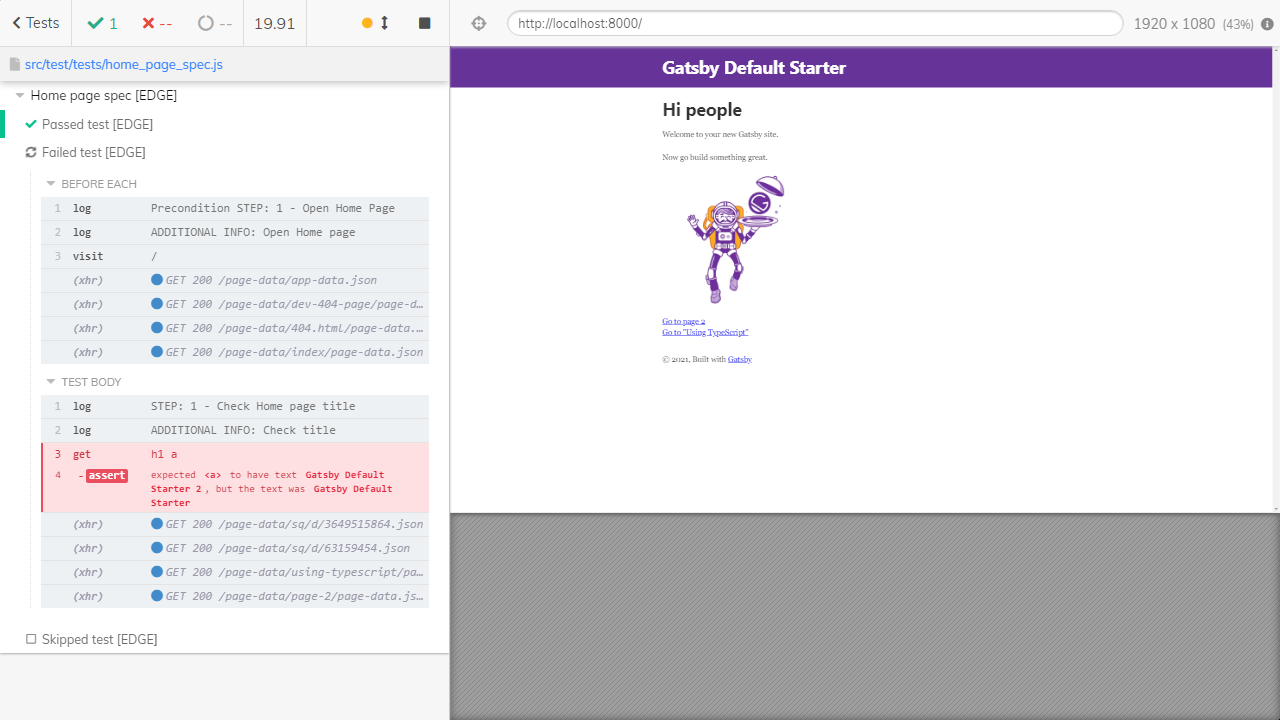 Tests
1
--
--
19.91
http://localhost:8000/
1920 x 1080 (43%)
src/test/tests/home_page_spec.js
Home page spec [EDGE]
Passed test [EDGE]
Failed test [EDGE]
BEFORE EACH
1 log Precondition STEP: 1 - Open Home Page
2 log ADDITIONAL INFO: Open Home page
3 visit /
(xhr) GET 200 /page-data/app-data.json
(xhr) GET 200 /page-data/dev-404-page/page-d…
(xhr) GET 200 /page-data/404.html/page-data.…
(xhr) GET 200 /page-data/index/page-data.json
TEST BODY
1 log STEP: 1 - Check Home page title
2 log ADDITIONAL INFO: Check title
3 get h1 a
4 -assert expected <a> to have text Gatsby Default
Starter 2, but the text was Gatsby Default
Starter
(xhr) GET 200 /page-data/sq/d/3649515864.json
(xhr) GET 200 /page-data/sq/d/63159454.json
(xhr) GET 200 /page-data/using-typescript/pa…
(xhr) GET 200 /page-data/page-2/page-data.js…
Skipped test [EDGE]
Gatsby Default Starter
Hi people
Welcome to your new Gatsby site.
Now go build something great.
Go to page 2
Go to "Using TypeScript"
© 2021, Built with Gatsby